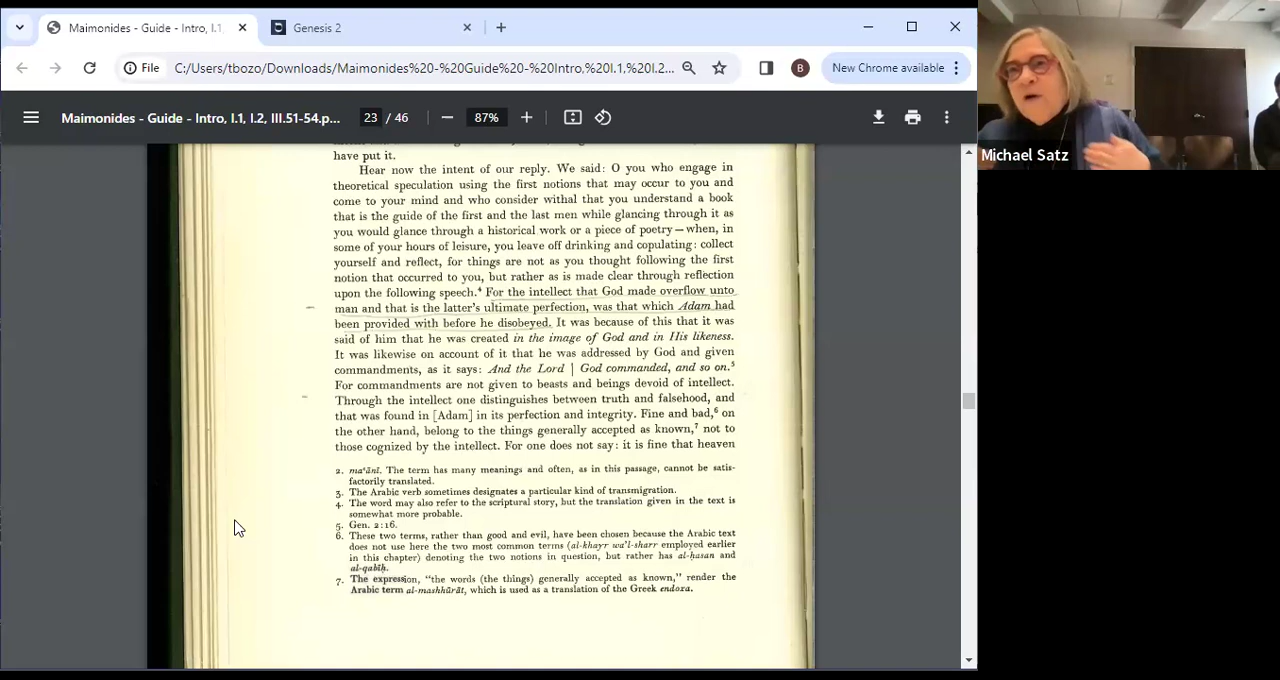 Maimonides - Guide - Intro, I.1,
Genesis 2
File
C:/Users/tbozo/Downloads/Maimonides%20-%20Guide%20-%20Intro,%20I.1,%20I.2...
B
New Chrome available
Maimonides - Guide - Intro, I.1, I.2, III.51-54.p...
23 / 46
87%
have put it.
Hear now the intent of our reply. We said: O you who engage in
theoretical speculation using the first notions that may occur to you and
come to your mind and who consider withal that you understand a book
that is the guide of the first and the last men while glancing through it as
you would glance through a historical work or a piece of poetry—when, in
some of your hours of leisure, you leave off drinking and copulating: collect
yourself and reflect, for things are not as you thought following the first
notion that occurred to you, but rather as is made clear through reflection
upon the following speech.4 For the intellect that God made overflow unto
man and that is the latter's ultimate perfection, was that which Adam had
been provided with before he disobeyed. It was because of this that it was
said of him that he was created in the image of God and in His likeness.
It was likewise on account of it that he was addressed by God and given
commandments, as it says: And the Lord | God commanded, and so on.5
For commandments are not given to beasts and beings devoid of intellect.
Through the intellect one distinguishes between truth and falsehood, and
that was found in [Adam] in its perfection and integrity. Fine and bad,6 on
the other hand, belong to the things generally accepted as known,7 not to
those cognized by the intellect. For one does not say: it is fine that heaven
2. ma'ānī. The term has many meanings and often, as in this passage, cannot be satis-
factorily translated.
3. The Arabic verb sometimes designates a particular kind of transmigration.
4. The word may also refer to the scriptural story, but the translation given in the text is
somewhat more probable.
5. Gen. 2:16.
6. These two terms, rather than good and evil, have been chosen because the Arabic text
does not use here the two most common terms (al-khayr wa'l-sharr employed earlier
in this chapter) denoting the two notions in question, but rather has al-ḥasan and
al-qabīḥ.
7. The expression, "the words (the things) generally accepted as known," render the
Arabic term al-mashhūrāt, which is used as a translation of the Greek endoxa.
Michael Satz